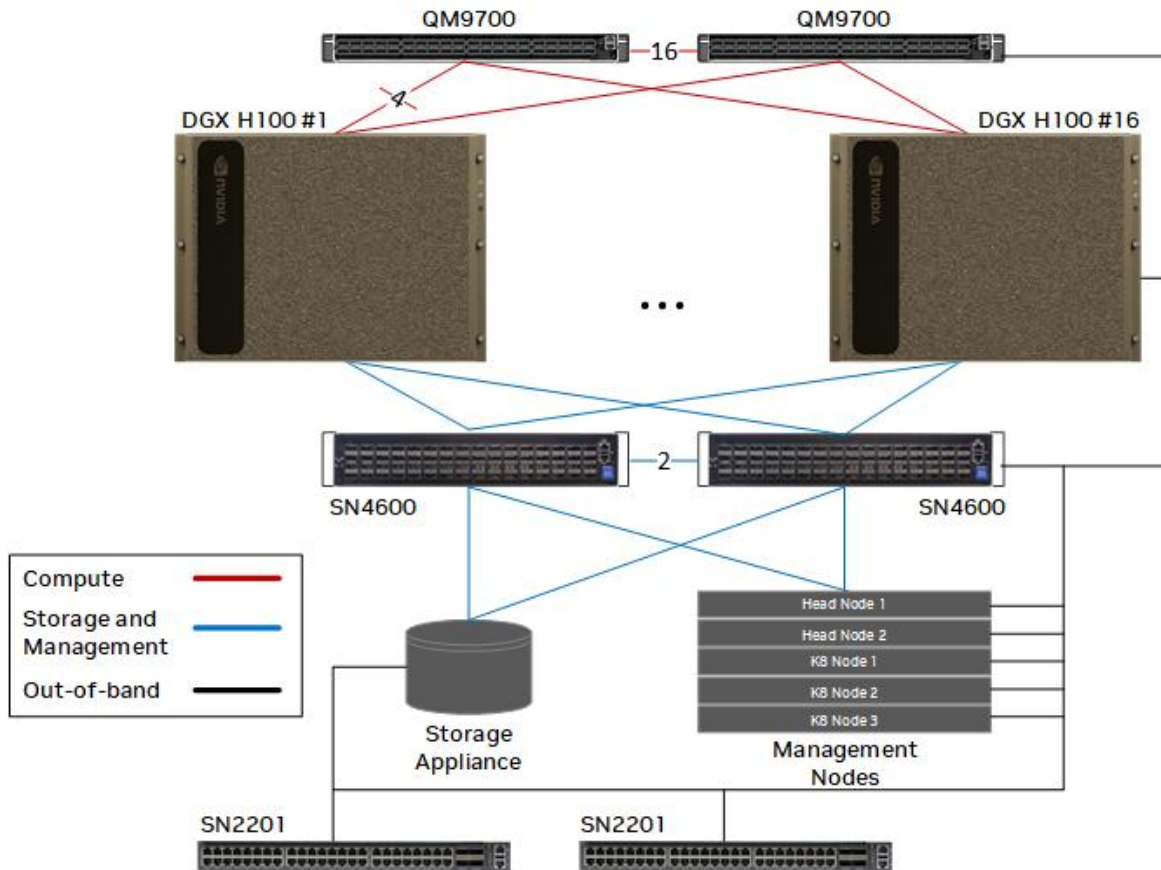 QM9700
QM9700
16
4
DGX H100 #1
DGX H100 #16
NVIDIA
NVIDIA
...
2
SN4600
SN4600
Compute
Storage and
Management
Out-of-band
Head Node 1
Head Node 2
K8 Node 1
K8 Node 2
K8 Node 3
Storage
Appliance
Management
Nodes
SN2201
SN2201